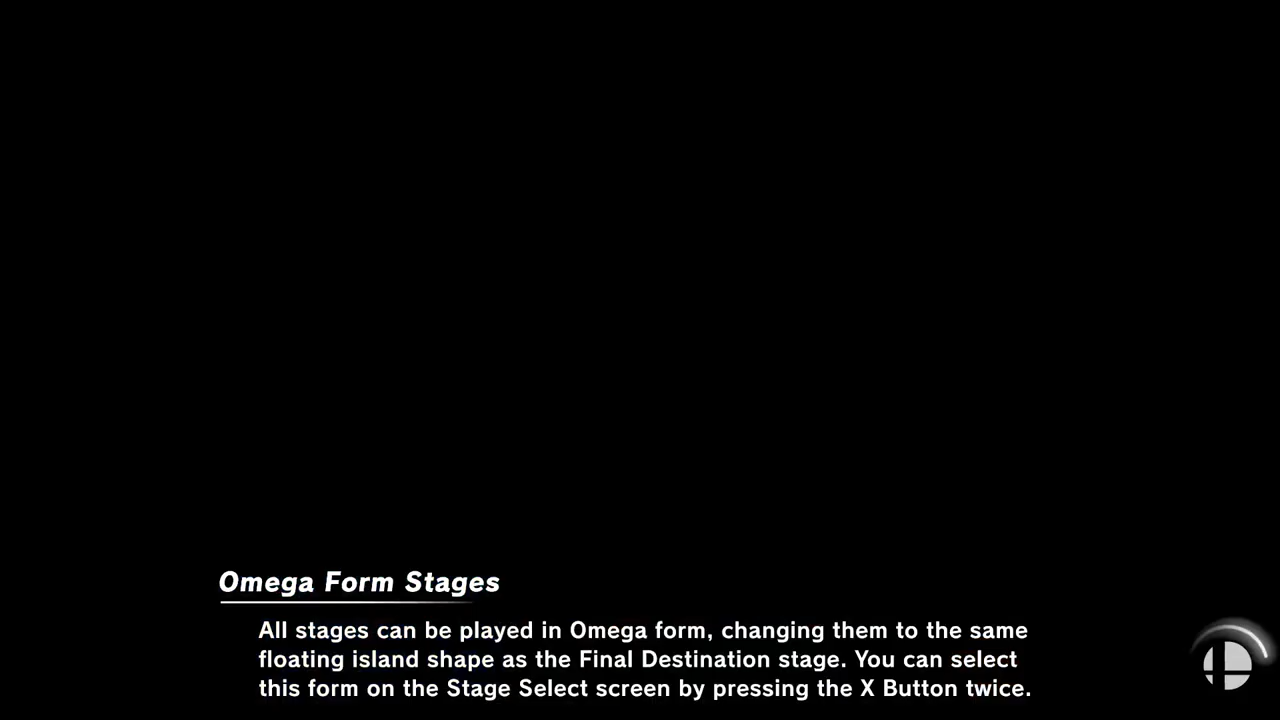 Omega Form Stages
All stages can be played in Omega form, changing them to the same
floating island shape as the Final Destination stage. You can select
this form on the Stage Select screen by pressing the X Button twice.